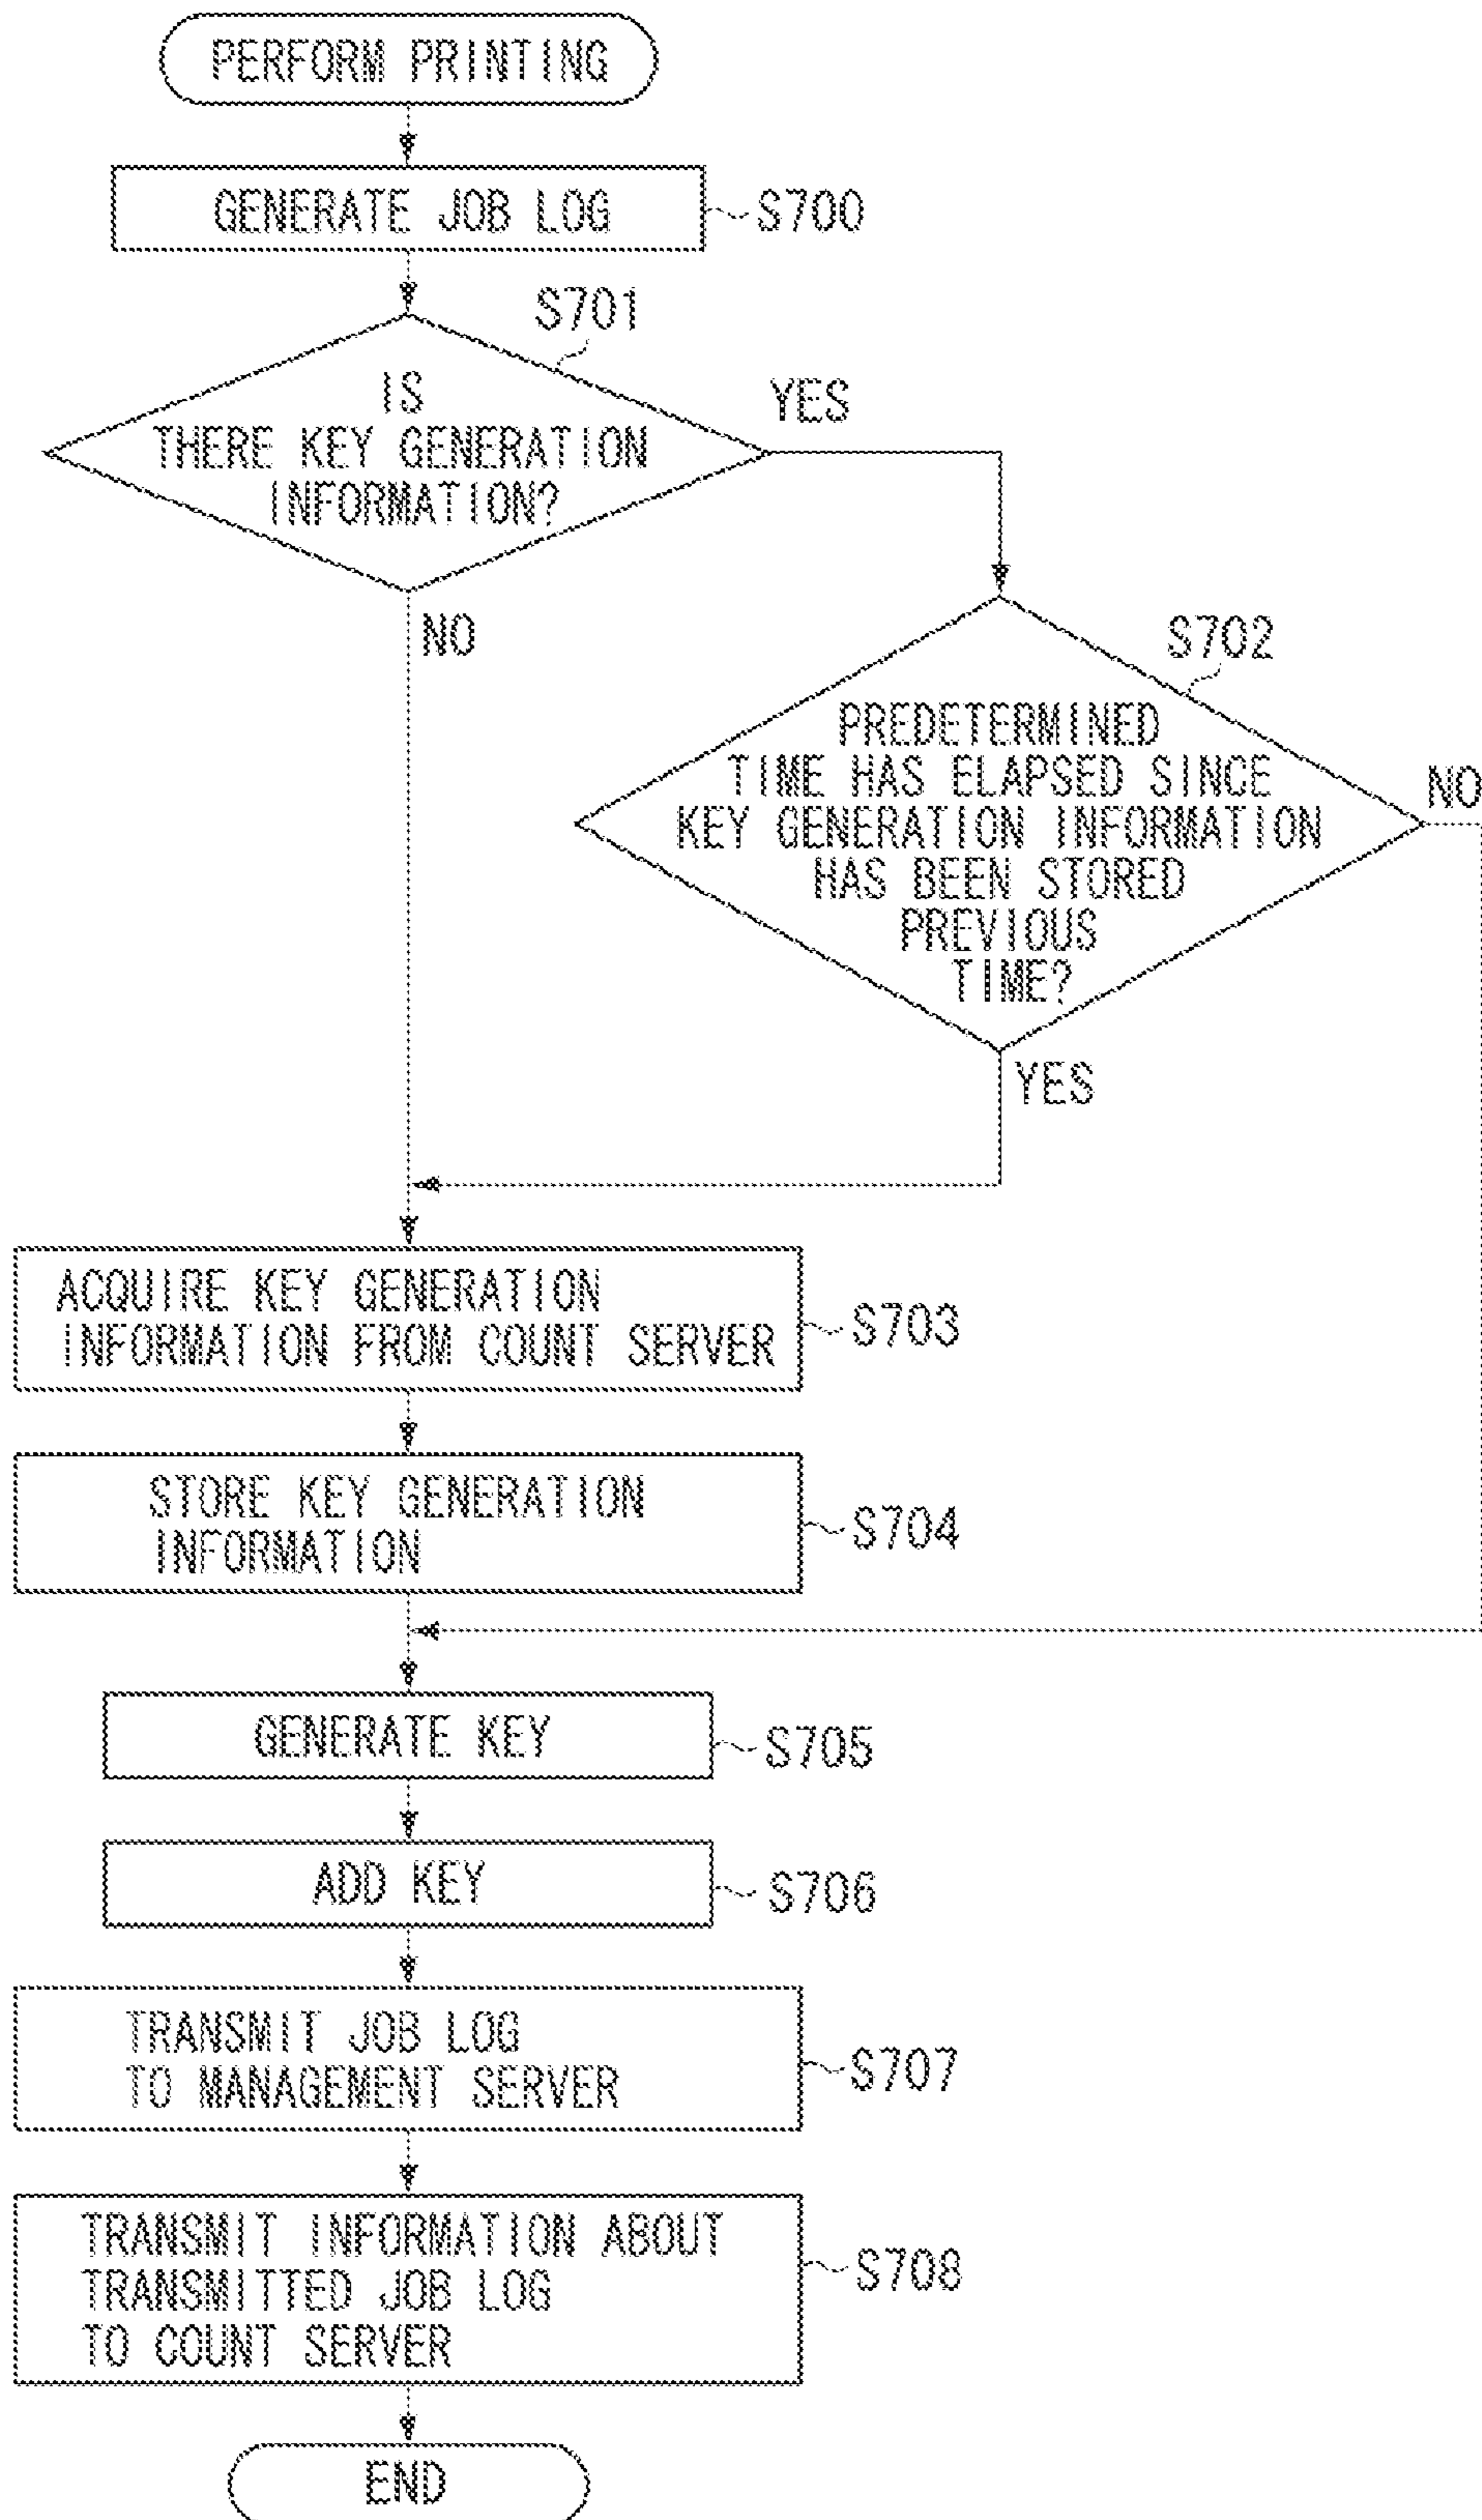 PERFORM PRINTING
GENERATE JOB LOG
S700
S701
IS
THERE KEY GENERATION
INFORMATION?
YES
NO
S702
PREDETERMINED
TIME HAS ELAPSED SINCE
KEY GENERATION INFORMATION
HAS BEEN STORED
PREVIOUS
TIME?
NO
YES
ACQUIRE KEY GENERATION
INFORMATION FROM COUNT SERVER
S703
STORE KEY GENERATION
INFORMATION
S704
GENERATE KEY
S705
ADD KEY
S706
TRANSMIT JOB LOG
TO MANAGEMENT SERVER
S707
TRANSMIT INFORMATION ABOUT
TRANSMITTED JOB LOG
TO COUNT SERVER
S708
END